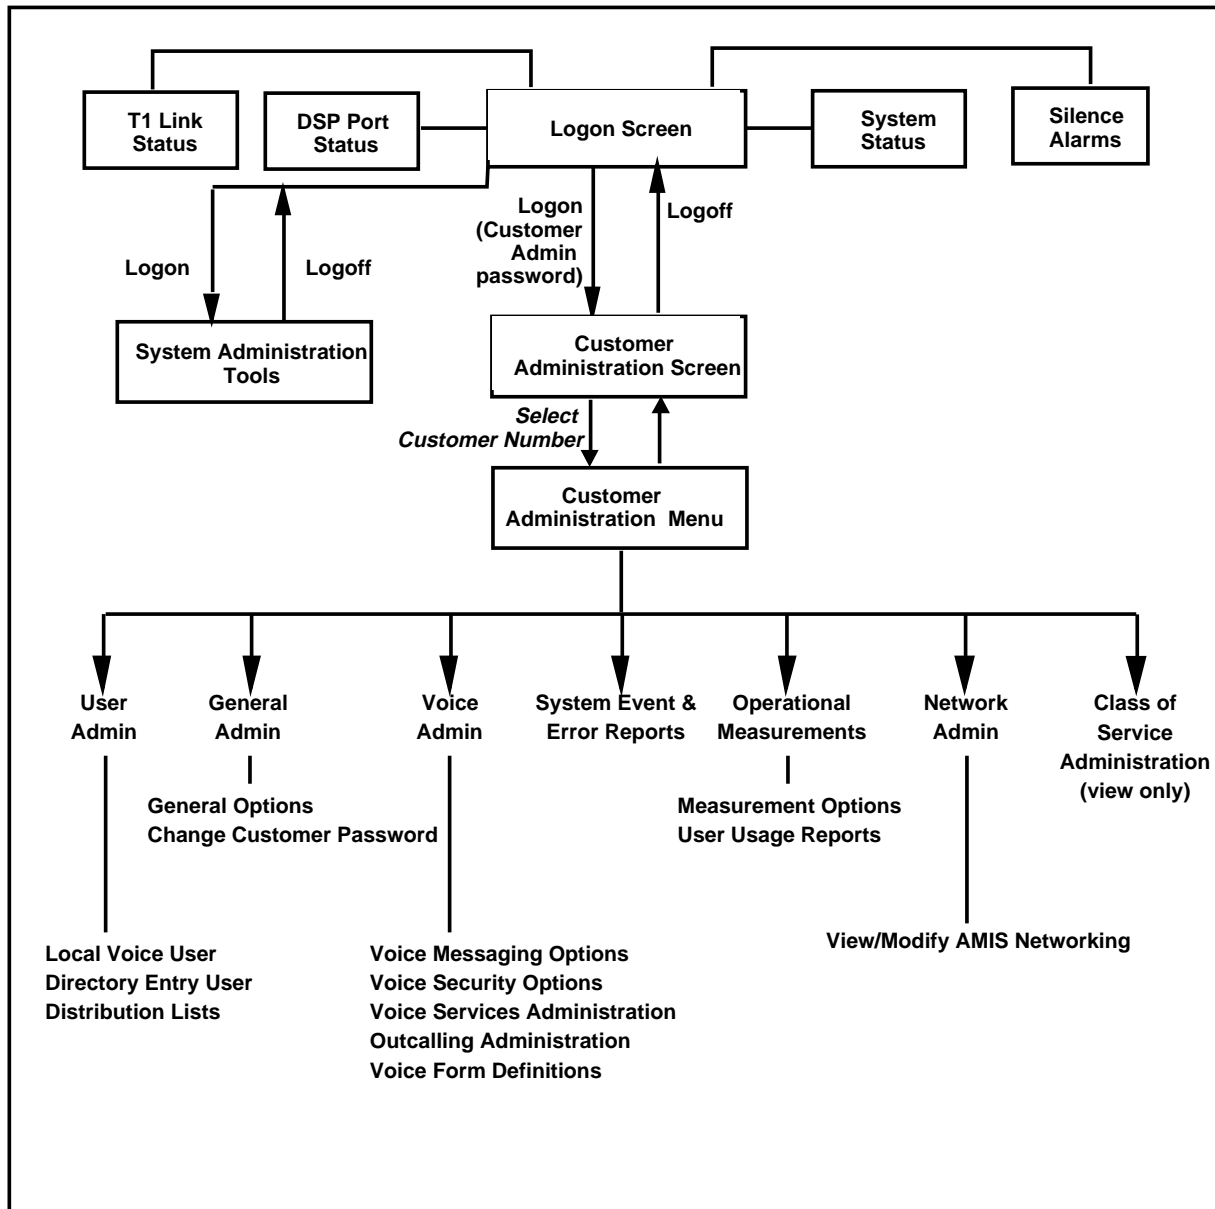 T1 Link
Status
DSP Port
Status
Logon Screen
System
Status
Silence
Alarms
Logon
(Customer
Admin
password)
Logoff
Logon
Logoff
System Administration
Tools
Customer
Administration Screen
Select
Customer Number
Customer
Administration Menu
User
Admin
General
Admin
Voice
Admin
System Event &
Error Reports
Operational
Measurements
Network
Admin
Class of
Service
Administration
(view only)
General Options
Change Customer Password
Measurement Options
User Usage Reports
Local Voice User
Directory Entry User
Distribution Lists
Voice Messaging Options
Voice Security Options
Voice Services Administration
Outcalling Administration
Voice Form Definitions
View/Modify AMIS Networking